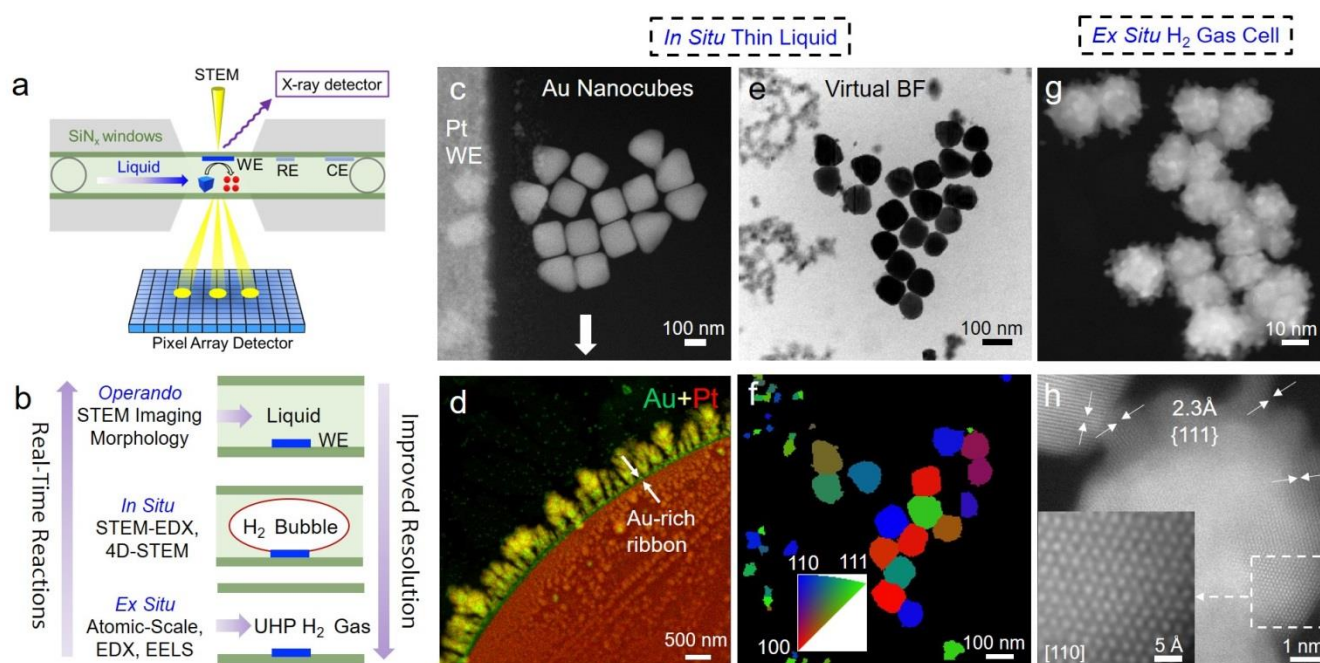 In Situ Thin Liquid
Ex Situ H₂ Gas Cell
a
STEM
X-ray detector
SiNₓ windows
Liquid
WE
RE
CE
Pixel Array Detector
b
Real-Time Reactions
Operando
STEM Imaging
Morphology
Liquid
WE
In Situ
STEM-EDX,
4D-STEM
H₂ Bubble
Ex Situ
Atomic-Scale,
EDX, EELS
UHP H₂ Gas
Improved Resolution
c
Au Nanocubes
Pt
WE
100 nm
d
Au+Pt
Au-rich
ribbon
500 nm
e
Virtual BF
100 nm
f
110
111
100
100 nm
g
10 nm
h
2.3Å
{111}
[110]
5 Å
1 nm